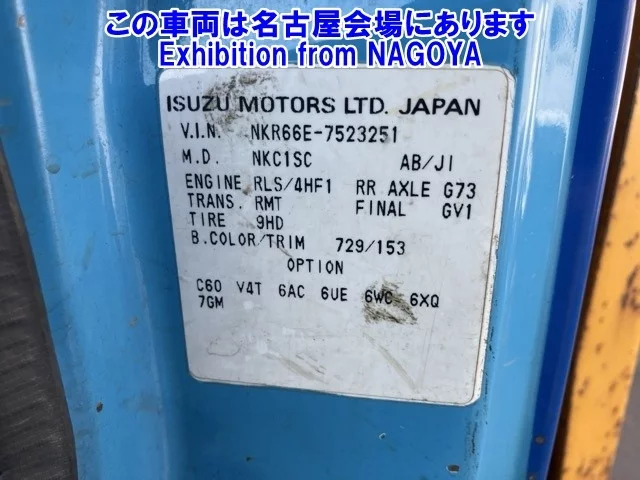 この車両は名古屋会場にあります
Exhibition from NAGOYA
ISUZU MOTORS LTD. JAPAN
V.I.N. NKR66E-7523251
M.D. NKC1SC AB/JI
ENGINE RLS/4HF1 RR AXLE G73
TRANS. RMT FINAL GV1
TIRE 9HD
B.COLOR/TRIM 729/153
OPTION
C60 V4T 6AC 6UE 6WC 6XQ
7GM